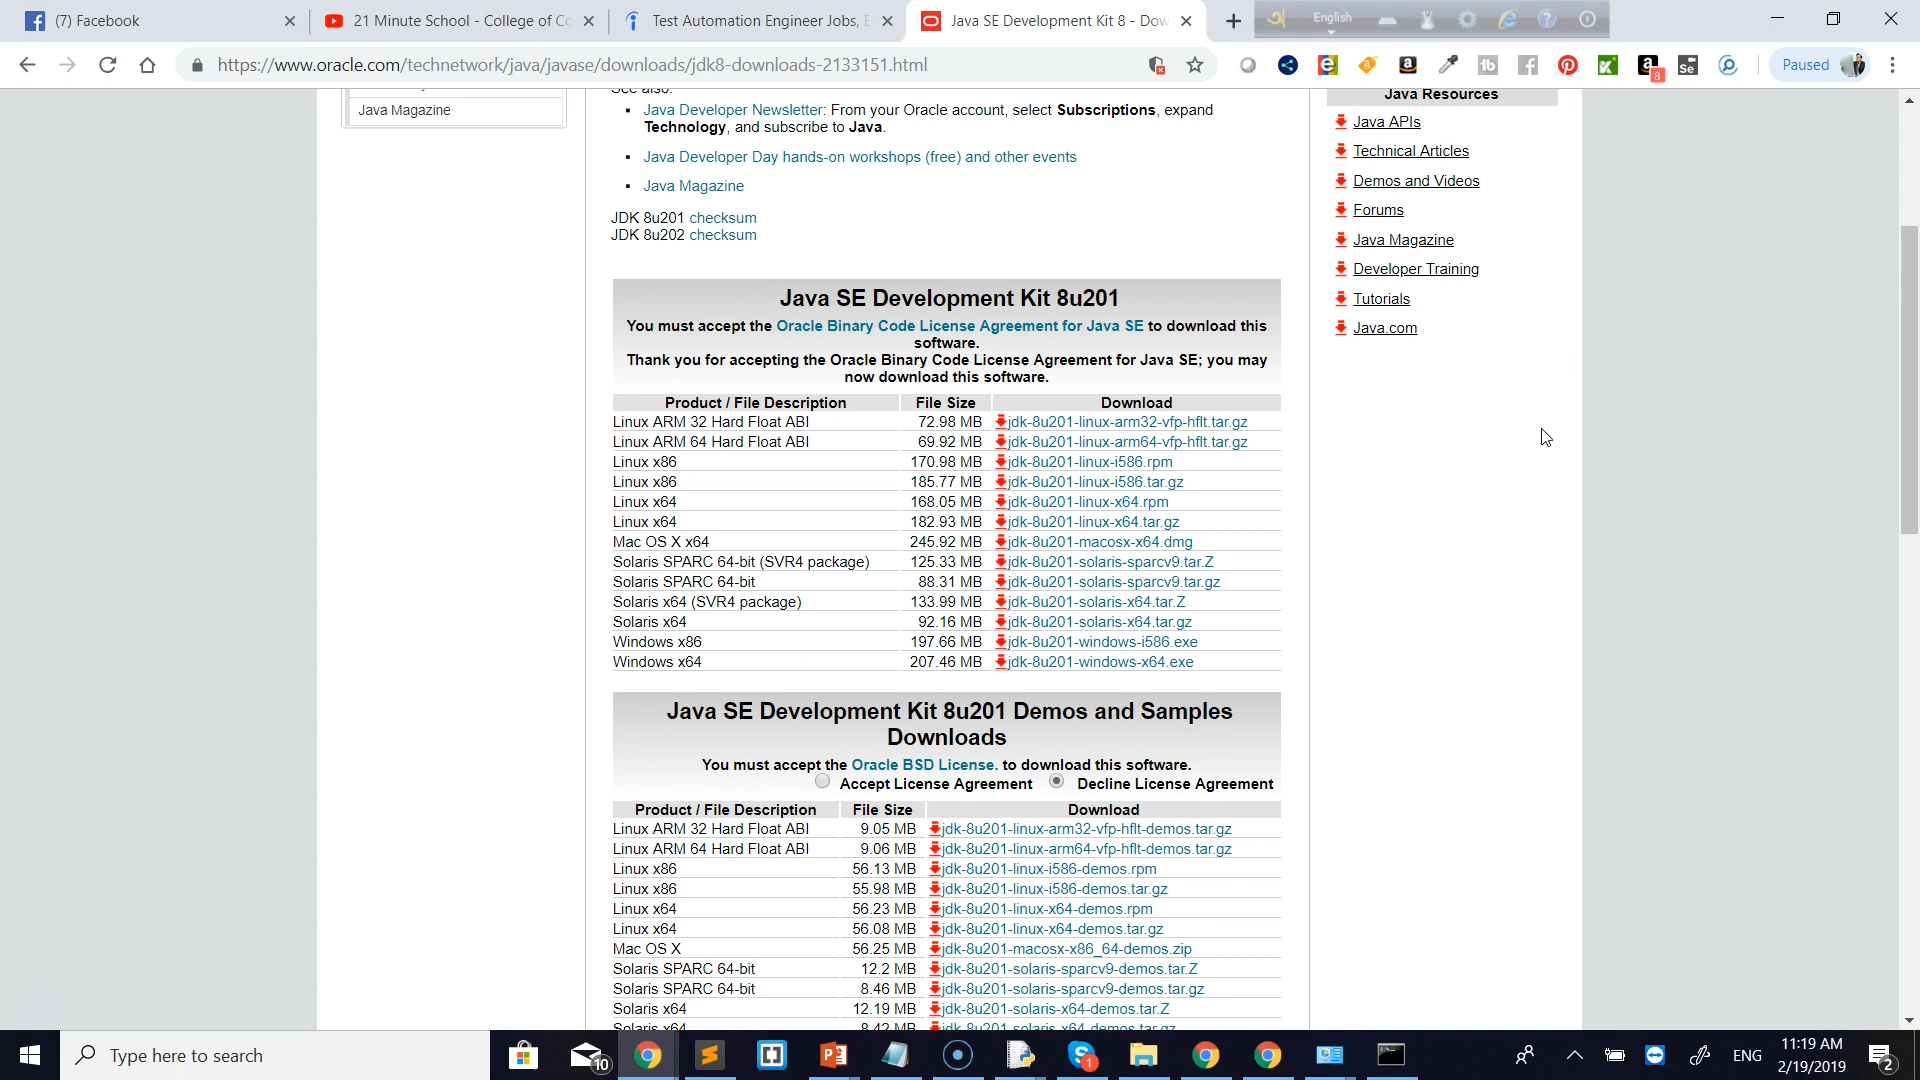 (7) Facebook
21 Minute School - College of Co
Test Automation Engineer Jobs, E
Java SE Development Kit 8 - Dow
English
https://www.oracle.com/technetwork/java/javase/downloads/jdk8-downloads-2133151.html
8
Se
Paused
Java Magazine
See also:
Java Developer Newsletter: From your Oracle account, select Subscriptions, expand
Technology, and subscribe to Java.
Java Developer Day hands-on workshops (free) and other events
Java Magazine
JDK 8u201 checksum
JDK 8u202 checksum
Java SE Development Kit 8u201
You must accept the Oracle Binary Code License Agreement for Java SE to download this
software.
Thank you for accepting the Oracle Binary Code License Agreement for Java SE; you may
now download this software.
Product / File Description File Size Download
Linux ARM 32 Hard Float ABI 72.98 MB jdk-8u201-linux-arm32-vfp-hflt.tar.gz
Linux ARM 64 Hard Float ABI 69.92 MB jdk-8u201-linux-arm64-vfp-hflt.tar.gz
Linux x86 170.98 MB jdk-8u201-linux-i586.rpm
Linux x86 185.77 MB jdk-8u201-linux-i586.tar.gz
Linux x64 168.05 MB jdk-8u201-linux-x64.rpm
Linux x64 182.93 MB jdk-8u201-linux-x64.tar.gz
Mac OS X x64 245.92 MB jdk-8u201-macosx-x64.dmg
Solaris SPARC 64-bit (SVR4 package) 125.33 MB jdk-8u201-solaris-sparcv9.tar.Z
Solaris SPARC 64-bit 88.31 MB jdk-8u201-solaris-sparcv9.tar.gz
Solaris x64 (SVR4 package) 133.99 MB jdk-8u201-solaris-x64.tar.Z
Solaris x64 92.16 MB jdk-8u201-solaris-x64.tar.gz
Windows x86 197.66 MB jdk-8u201-windows-i586.exe
Windows x64 207.46 MB jdk-8u201-windows-x64.exe
Java SE Development Kit 8u201 Demos and Samples
Downloads
You must accept the Oracle BSD License. to download this software.
Accept License Agreement Decline License Agreement
Product / File Description File Size Download
Linux ARM 32 Hard Float ABI 9.05 MB jdk-8u201-linux-arm32-vfp-hflt-demos.tar.gz
Linux ARM 64 Hard Float ABI 9.06 MB jdk-8u201-linux-arm64-vfp-hflt-demos.tar.gz
Linux x86 56.13 MB jdk-8u201-linux-i586-demos.rpm
Linux x86 55.98 MB jdk-8u201-linux-i586-demos.tar.gz
Linux x64 56.23 MB jdk-8u201-linux-x64-demos.rpm
Linux x64 56.08 MB jdk-8u201-linux-x64-demos.tar.gz
Mac OS X 56.25 MB jdk-8u201-macosx-x86_64-demos.zip
Solaris SPARC 64-bit 12.2 MB jdk-8u201-solaris-sparcv9-demos.tar.Z
Solaris SPARC 64-bit 8.46 MB jdk-8u201-solaris-sparcv9-demos.tar.gz
Solaris x64 12.19 MB jdk-8u201-solaris-x64-demos.tar.Z
Solaris x64 8.42 MB jdk-8u201-solaris-x64-demos.tar.gz
Java Resources
Java APIs
Technical Articles
Demos and Videos
Forums
Java Magazine
Developer Training
Tutorials
Java.com
Type here to search
10
1
ENG
11:19 AM
2/19/2019
2